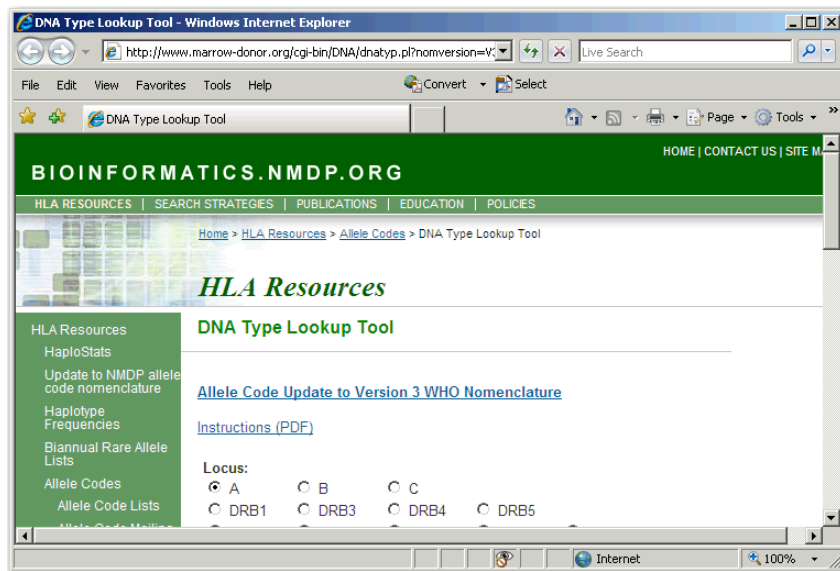 DNA Type Lookup Tool - Windows Internet Explorer
http://www.marrow-donor.org/cgi-bin/DNA/dnatyp.pl?nomversion=V
Live Search
File Edit View Favorites Tools Help
Convert Select
DNA Type Lookup Tool
Page Tools
HOME | CONTACT US | SITE
BIOINFORMATICS.NMDP.ORG
HLA RESOURCES | SEARCH STRATEGIES | PUBLICATIONS | EDUCATION | POLICIES
Home > HLA Resources > Allele Codes > DNA Type Lookup Tool
HLA Resources
DNA Type Lookup Tool
HLA Resources
HaploStats
Update to NMDP allele
code nomenclature
Haplotype
Frequencies
Biannual Rare Allele
Lists
Allele Codes
Allele Code Lists
Allele Code Mailing
Allele Code Update to Version 3 WHO Nomenclature
Instructions (PDF)
Locus:
A B C
DRB1 DRB3 DRB4 DRB5
Internet
100%